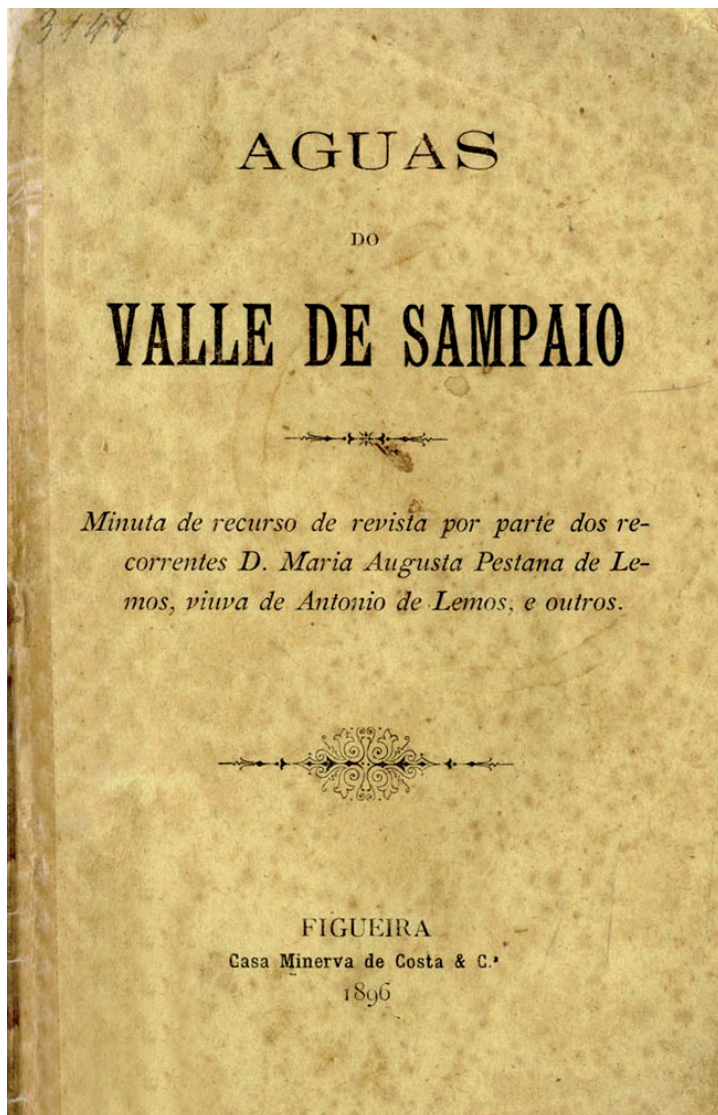 3148
AGUAS
DO
VALLE DE SAMPAIO
Minuta de recurso de revista por parte dos re-
correntes D. Maria Augusta Pestana de Le-
mos, viuva de Antonio de Lemos, e outros.
FIGUEIRA
Casa Minerva de Costa & C.ª
1896